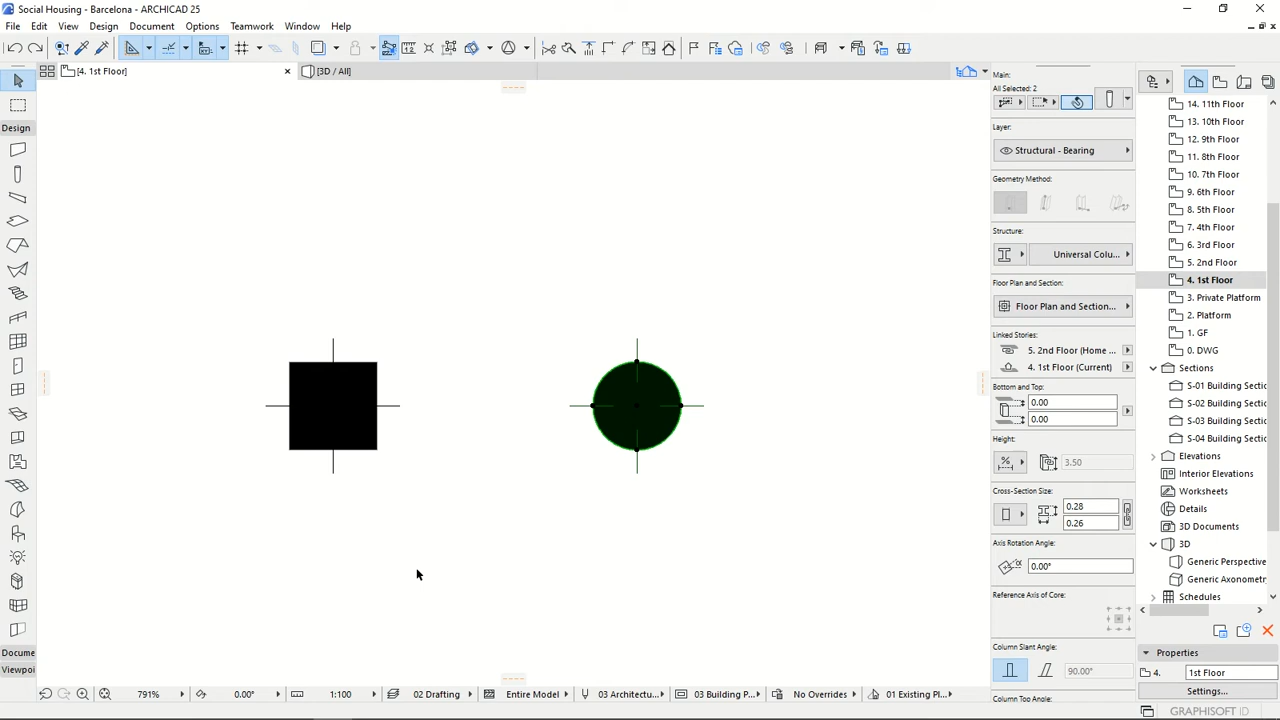 Social Housing - Barcelona - ARCHICAD 25
File Edit View Design Document Options Teamwork Window Help
[4. 1st Floor]
[3D / All]
Main:
All Selected: 2
Layer:
Structural - Bearing
Geometry Method:
Structure:
Universal Colu...
Floor Plan and Section:
Floor Plan and Section...
Linked Stories:
5. 2nd Floor (Home ...
4. 1st Floor (Current)
Bottom and Top:
0.00
0.00
Height:
3.50
Cross-Section Size:
0.28
0.26
Axis Rotation Angle:
0.00°
Reference Axis of Core:
Column Slant Angle:
90.00°
Column Top Angle:
Design
Docume
Viewpoi
14. 11th Floor
13. 10th Floor
12. 9th Floor
11. 8th Floor
10. 7th Floor
9. 6th Floor
8. 5th Floor
7. 4th Floor
6. 3rd Floor
5. 2nd Floor
4. 1st Floor
3. Private Platform
2. Platform
1. GF
0. DWG
Sections
S-01 Building Sectio
S-02 Building Sectio
S-03 Building Sectio
S-04 Building Sectio
Elevations
Interior Elevations
Worksheets
Details
3D Documents
3D
Generic Perspective
Generic Axonometr
Schedules
Properties
4. 1st Floor
Settings...
791% 0.00° 1:100 02 Drafting Entire Model 03 Architectu... 03 Building P... No Overrides 01 Existing Pl...
GRAPHISOFT ID